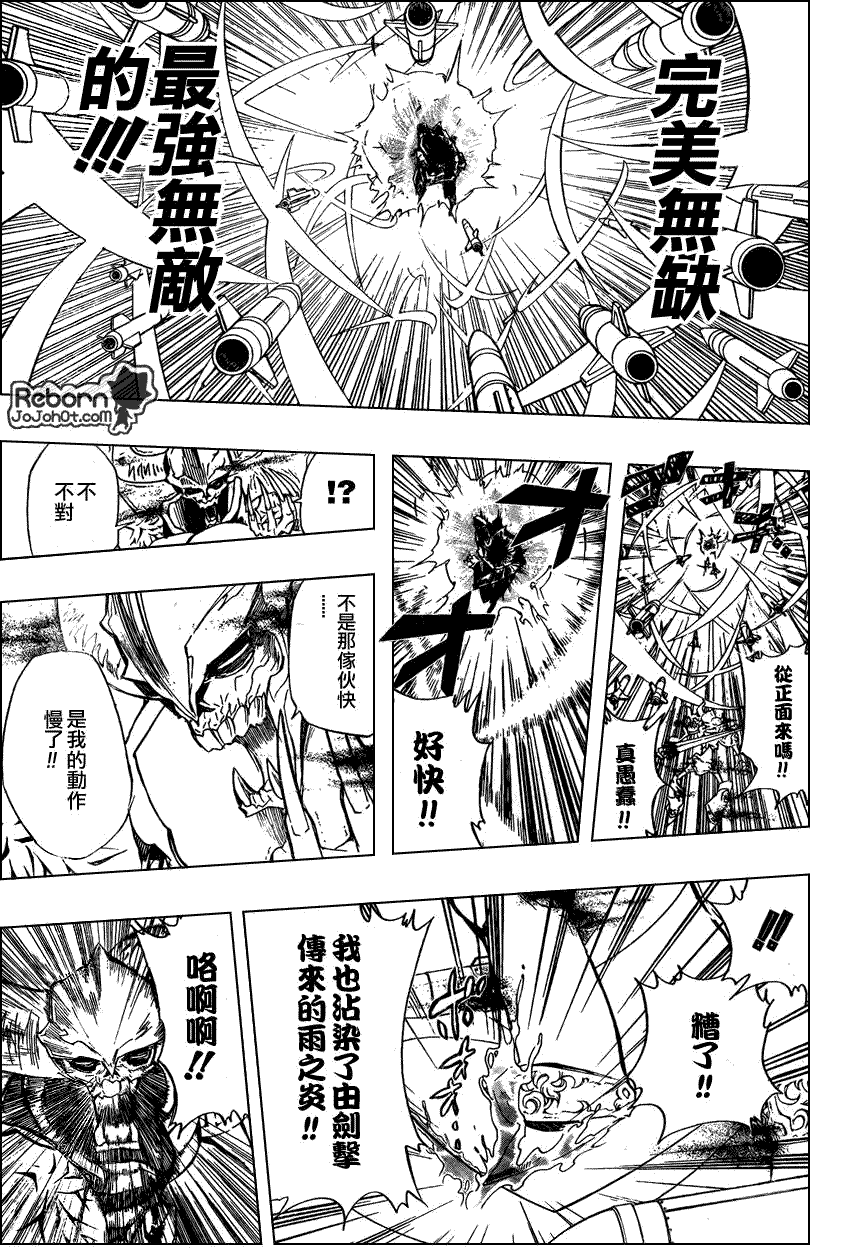 完美無缺
最強無敵
的!!!
Reborn
JoJoHot.com
從正面來嗎!!
真愚蠢!!
好快!!
!?
不
不對
不是那傢伙快
……
是我的動作
慢了!!
!!
糟了!!
我也沾染了由劍擊
傳來的雨之炎!!
咯啊啊!!